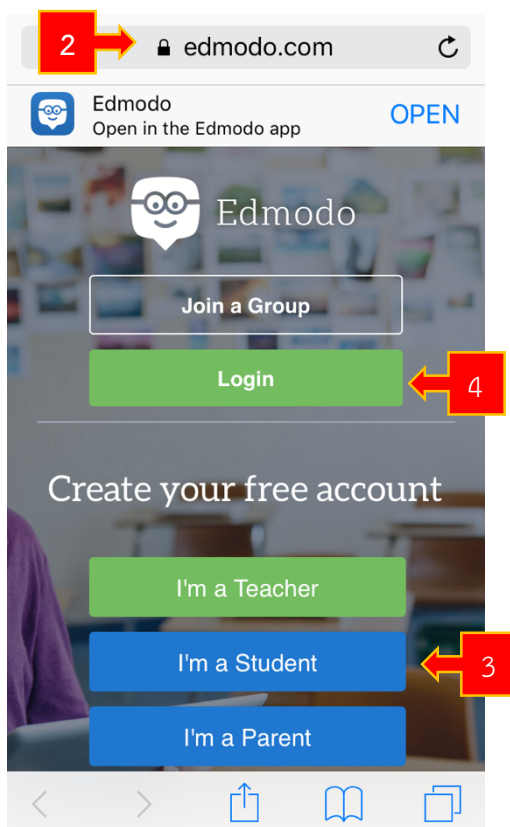 2
edmodo.com
Edmodo
Open in the Edmodo app
OPEN
Edmodo
Join a Group
Login
4
Create your free account
I'm a Teacher
I'm a Student
3
I'm a Parent